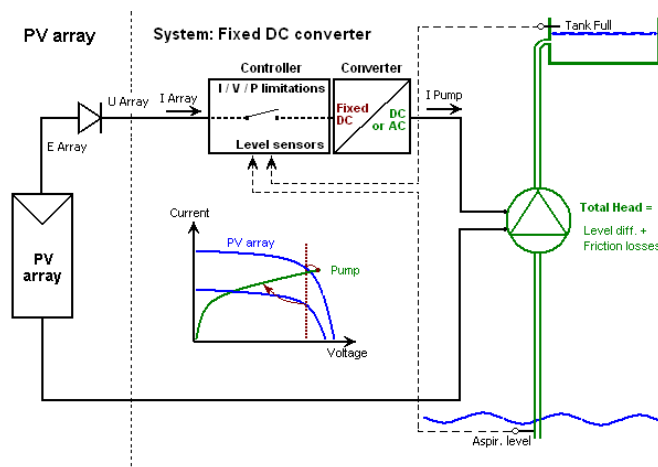 PV array
System: Fixed DC converter
Tank Full
Controller
Converter
U Array
I Array
I / V / P limitations
I Pump
Fixed
DC
DC
or AC
E Array
Level sensors
PV
array
Current
PV array
Pump
Voltage
Total Head =
Level diff. +
Friction losses
Aspir. level